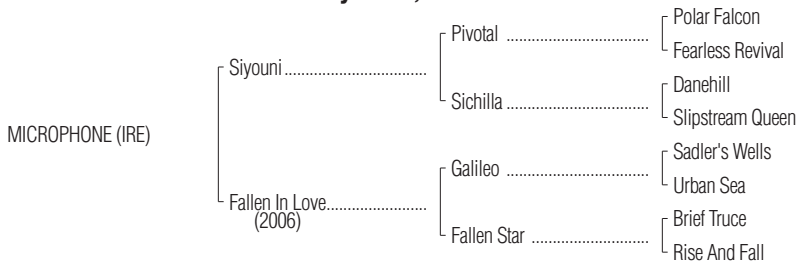 Pivotal ....................................
Polar Falcon
Fearless Revival
Siyouni....................................
Sichilla ....................................
Danehill
Slipstream Queen
MICROPHONE (IRE)
Galileo ....................................
Sadler's Wells
Urban Sea
Fallen In Love.........................
(2006)
Fallen Star ..............................
Brief Truce
Rise And Fall